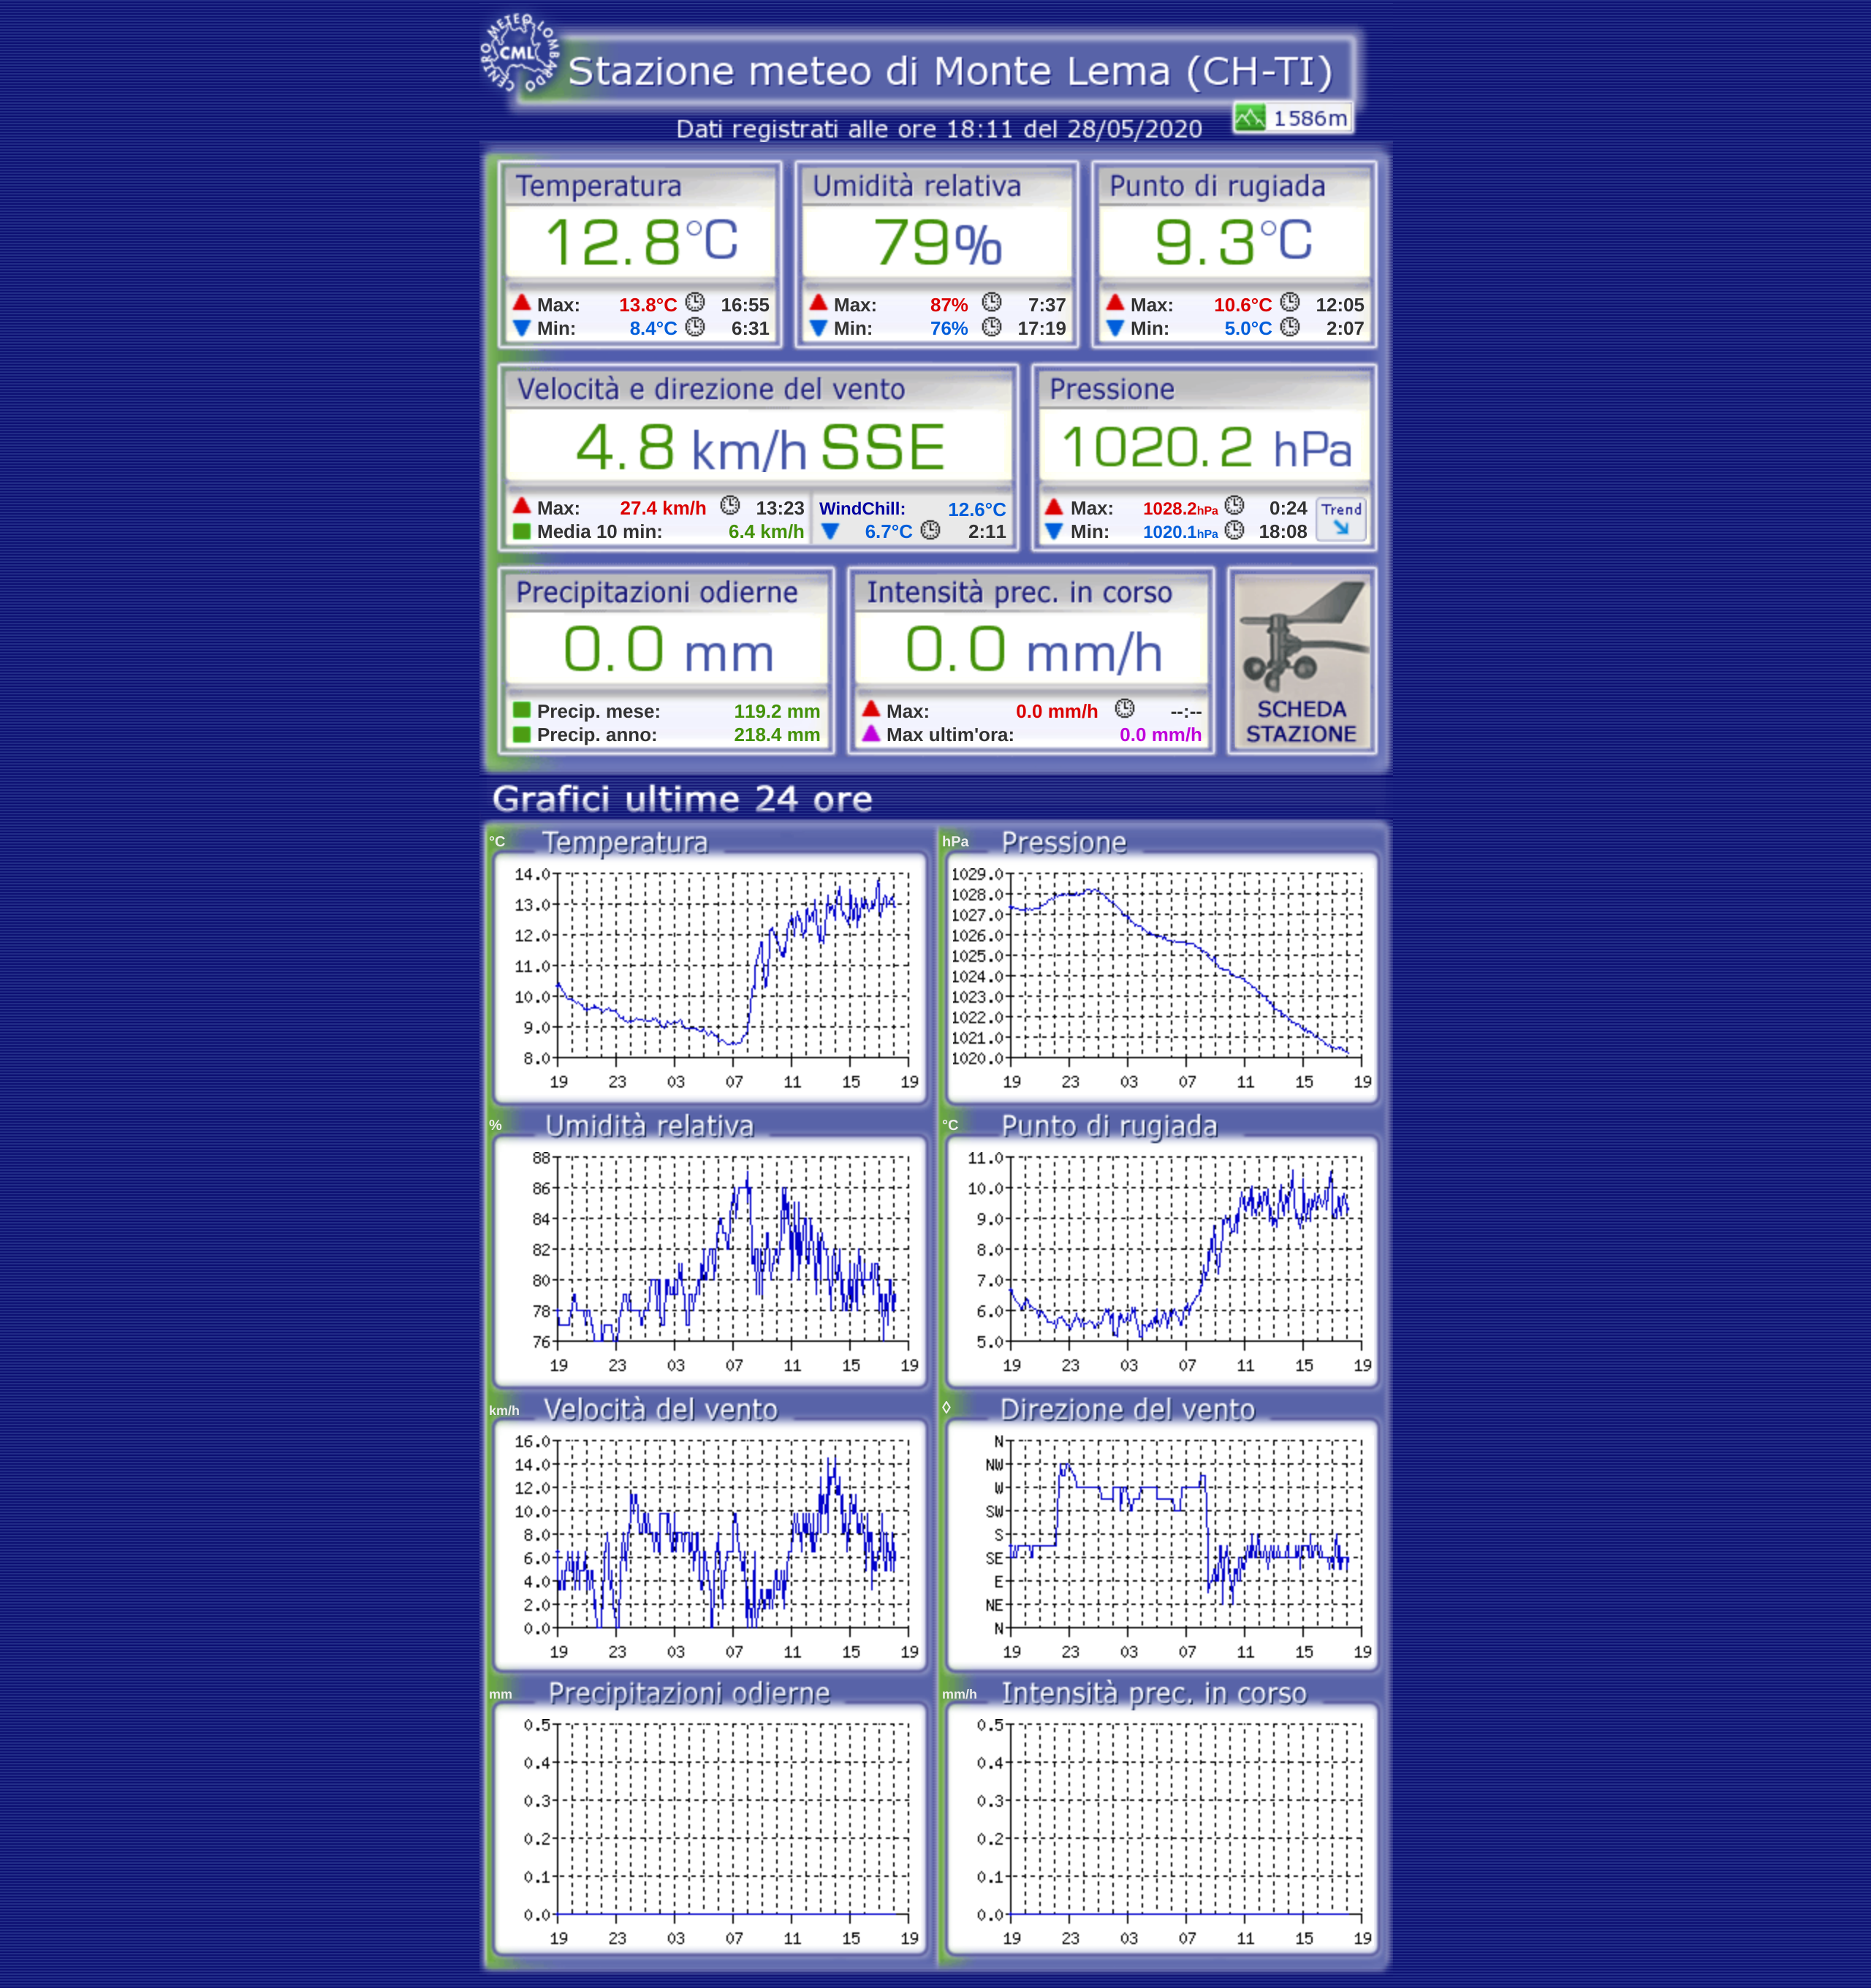 CENTRO METEO LOMBARDO
CML
Stazione meteo di Monte Lema (CH-TI)
1586m
Dati registrati alle ore 18:11 del 28/05/2020
Temperatura
12.8°C
Max: 13.8°C 16:55
Min: 8.4°C 6:31
Umidità relativa
79%
Max: 87% 7:37
Min: 76% 17:19
Punto di rugiada
9.3°C
Max: 10.6°C 12:05
Min: 5.0°C 2:07
Velocità e direzione del vento
4.8 km/h SSE
Max: 27.4 km/h 13:23
Media 10 min: 6.4 km/h
WindChill: 12.6°C
6.7°C 2:11
Pressione
1020.2 hPa
Max: 1028.2hPa 0:24
Min: 1020.1hPa 18:08
Trend
Precipitazioni odierne
0.0 mm
Precip. mese: 119.2 mm
Precip. anno: 218.4 mm
Intensità prec. in corso
0.0 mm/h
Max: 0.0 mm/h --:--
Max ultim'ora: 0.0 mm/h
SCHEDA
STAZIONE
Grafici ultime 24 ore
°C Temperatura
14.0
13.0
12.0
11.0
10.0
9.0
8.0
19 23 03 07 11 15 19
hPa Pressione
1029.0
1028.0
1027.0
1026.0
1025.0
1024.0
1023.0
1022.0
1021.0
1020.0
19 23 03 07 11 15 19
% Umidità relativa
88
86
84
82
80
78
76
19 23 03 07 11 15 19
°C Punto di rugiada
11.0
10.0
9.0
8.0
7.0
6.0
5.0
19 23 03 07 11 15 19
km/h Velocità del vento
16.0
14.0
12.0
10.0
8.0
6.0
4.0
2.0
0.0
19 23 03 07 11 15 19
◊ Direzione del vento
N
NW
W
SW
S
SE
E
NE
N
19 23 03 07 11 15 19
mm Precipitazioni odierne
0.5
0.4
0.3
0.2
0.1
0.0
19 23 03 07 11 15 19
mm/h Intensità prec. in corso
0.5
0.4
0.3
0.2
0.1
0.0
19 23 03 07 11 15 19